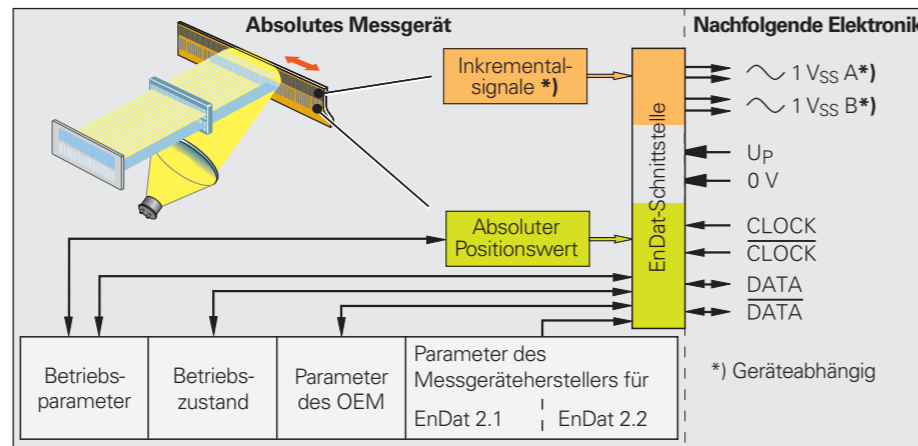 Absolutes Messgerät
Nachfolgende Elektronik
Inkremental-
signale *)
EnDat-Schnittstelle
1 VSS A*)
1 VSS B*)
UP
0 V
Absoluter
Positionswert
CLOCK
CLOCK
DATA
DATA
Betriebs-
parameter
Betriebs-
zustand
Parameter
des OEM
Parameter des
Messgeräteherstellers für
EnDat 2.1
EnDat 2.2
*) Geräteabhängig